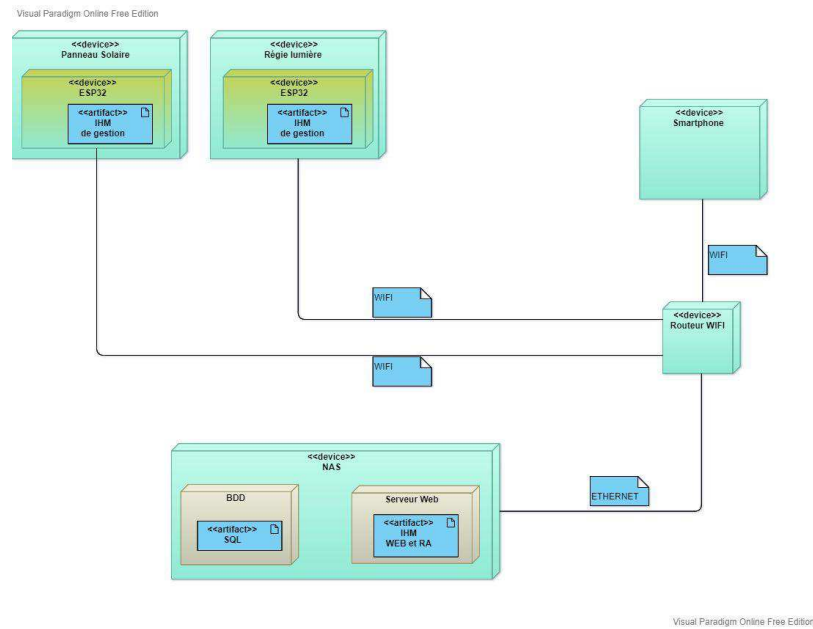 Visual Paradigm Online Free Edition
<<device>>
Panneau Solaire
<<device>>
ESP32
<<artifact>>
IHM
de gestion
<<device>>
Règie lumière
<<device>>
ESP32
<<artifact>>
IHM
de gestion
<<device>>
Smartphone
WIFI
WIFI
<<device>>
Routeur WIFI
WIFI
<<device>>
NAS
BDD
<<artifact>>
SQL
Serveur Web
<<artifact>>
IHM
WEB et RA
ETHERNET
Visual Paradigm Online Free Edition